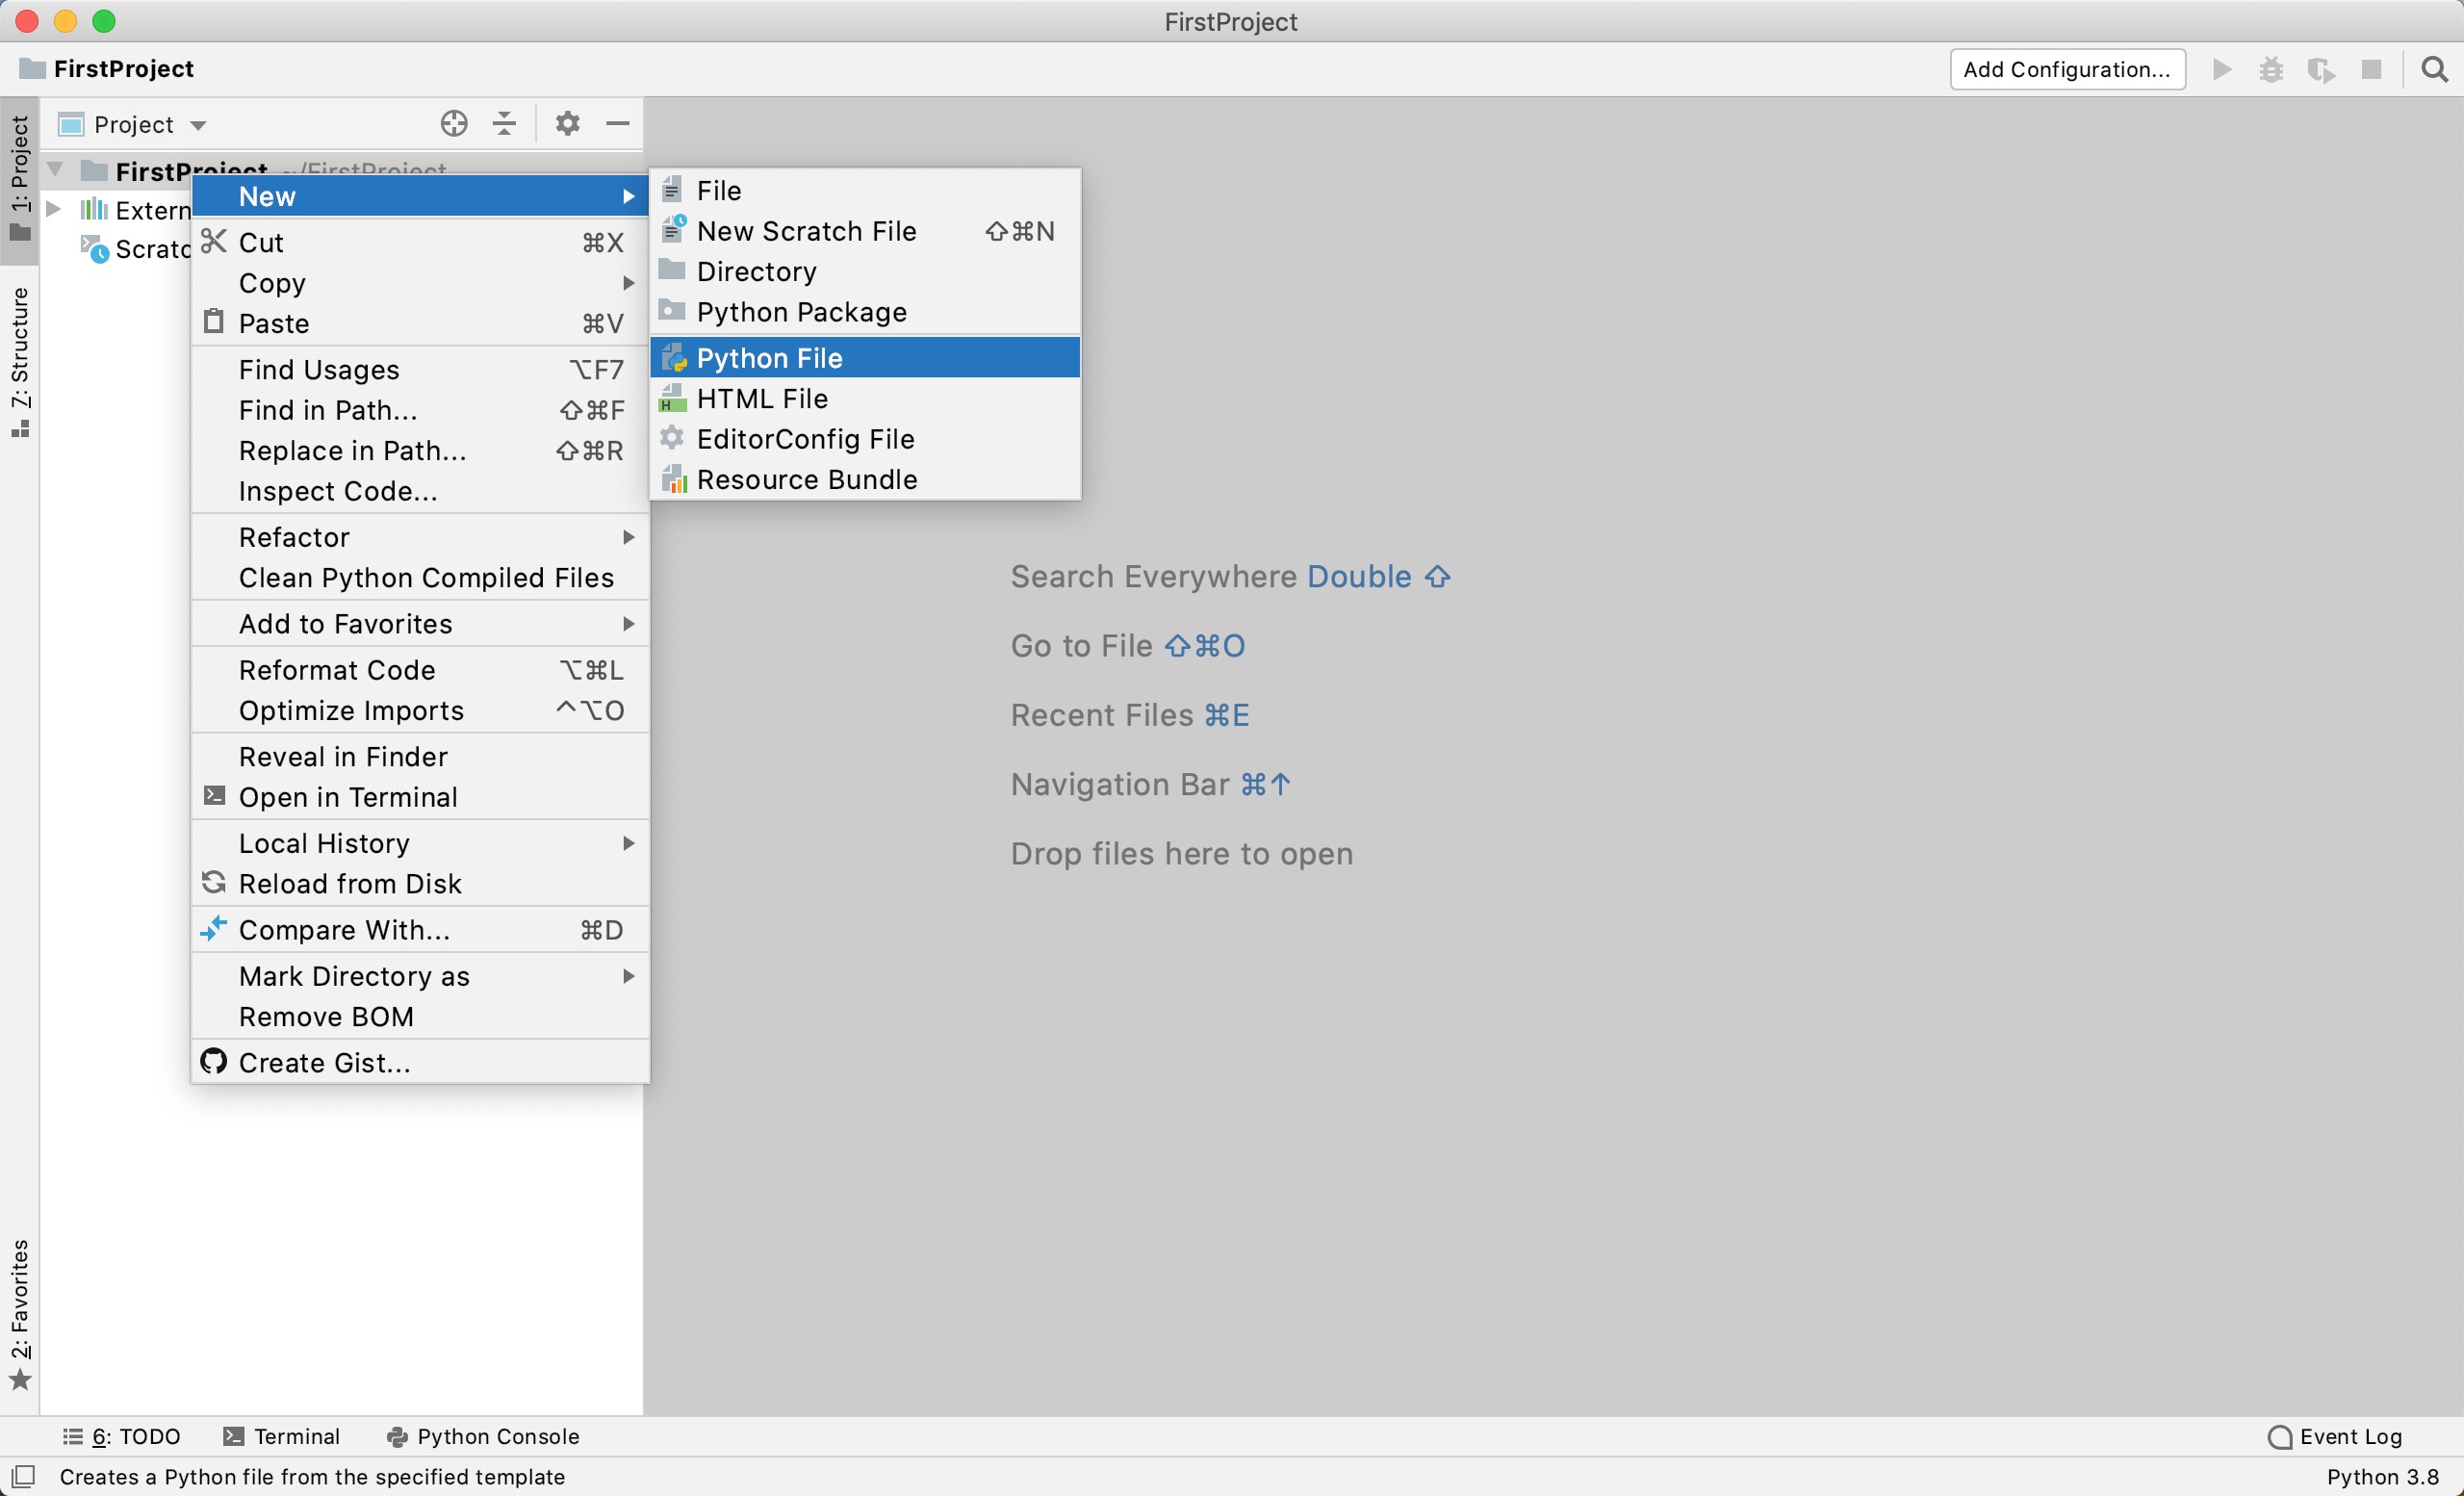 FirstProject
FirstProject
Add Configuration...
1: Project
7: Structure
2: Favorites
Project
FirstProject ~/FirstProject
Extern
Scratc
New
Cut ⌘X
Copy
Paste ⌘V
Find Usages ⌥F7
Find in Path... ⇧⌘F
Replace in Path... ⇧⌘R
Inspect Code...
Refactor
Clean Python Compiled Files
Add to Favorites
Reformat Code ⌥⌘L
Optimize Imports ^⌥O
Reveal in Finder
Open in Terminal
Local History
Reload from Disk
Compare With... ⌘D
Mark Directory as
Remove BOM
Create Gist...
File
New Scratch File ⇧⌘N
Directory
Python Package
Python File
HTML File
EditorConfig File
Resource Bundle
Search Everywhere Double ⇧
Go to File ⇧⌘O
Recent Files ⌘E
Navigation Bar ⌘↑
Drop files here to open
6: TODO
Terminal
Python Console
Event Log
Creates a Python file from the specified template
Python 3.8